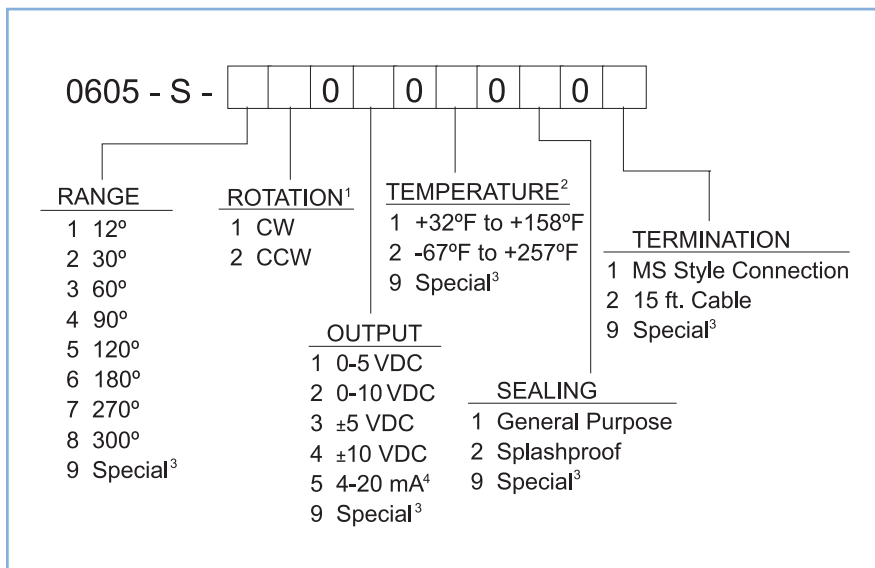 0605 - S - 0 0 0 0
RANGE
1 12º
2 30º
3 60º
4 90º
5 120º
6 180º
7 270º
8 300º
9 Special³
ROTATION¹
1 CW
2 CCW
OUTPUT
1 0-5 VDC
2 0-10 VDC
3 ±5 VDC
4 ±10 VDC
5 4-20 mA⁴
9 Special³
TEMPERATURE²
1 +32ºF to +158ºF
2 -67ºF to +257ºF
9 Special³
SEALING
1 General Purpose
2 Splashproof
9 Special³
TERMINATION
1 MS Style Connection
2 15 ft. Cable
9 Special³